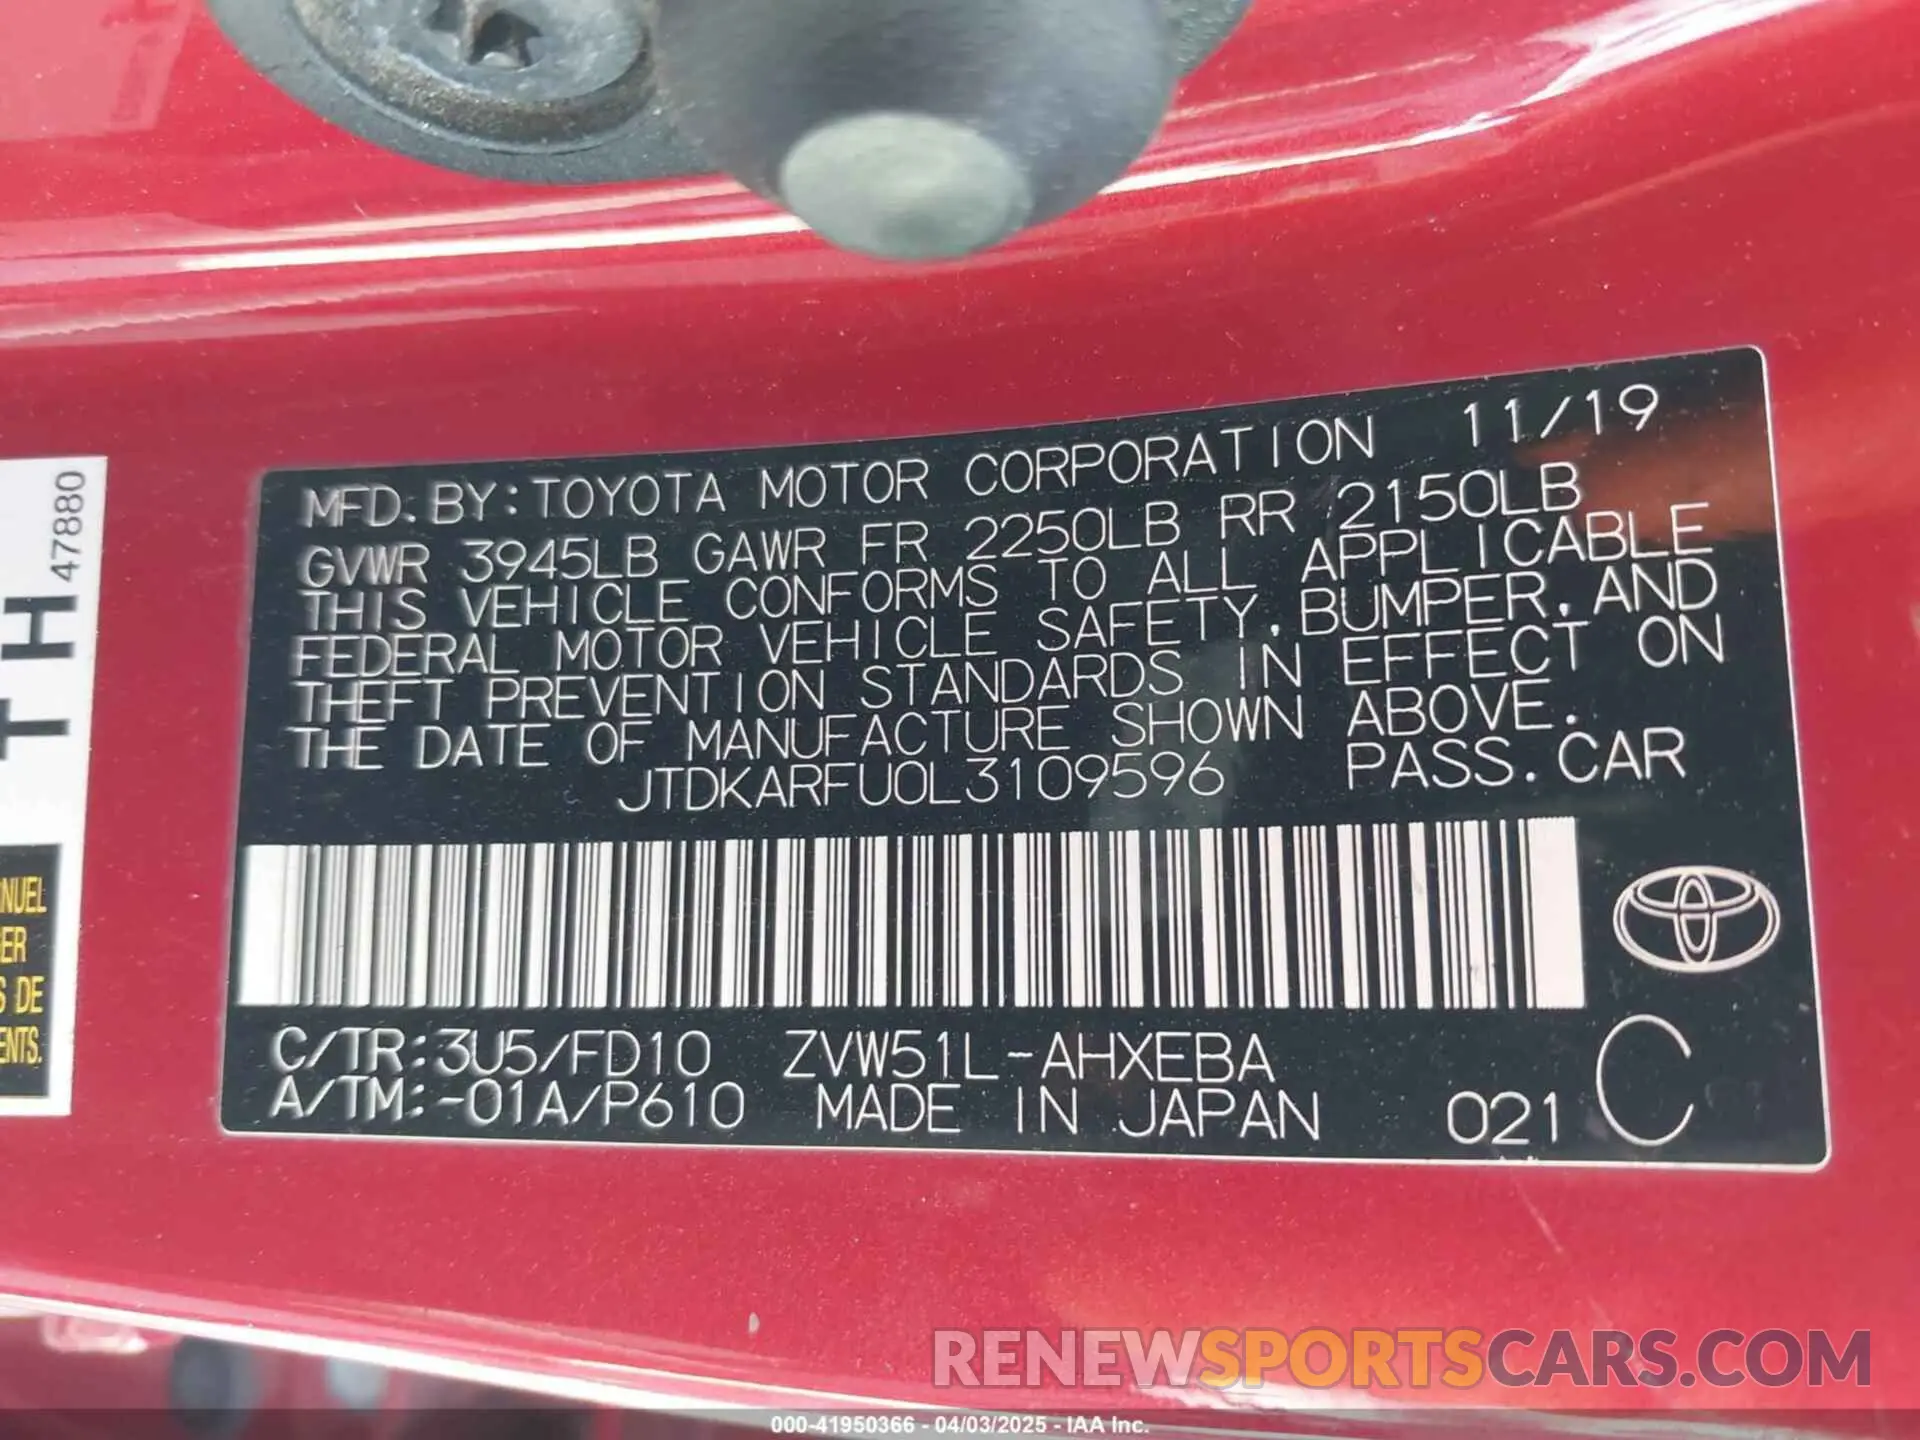 MFD. BY: TOYOTA MOTOR CORPORATION 11/19
GVWR 3945LB GAWR FR 2250LB RR 2150LB
THIS VEHICLE CONFORMS TO ALL APPLICABLE
FEDERAL MOTOR VEHICLE SAFETY, BUMPER, AND
THEFT PREVENTION STANDARDS IN EFFECT ON
THE DATE OF MANUFACTURE SHOWN ABOVE.
JTDKARFU0L3109596 PASS. CAR
C/TR: 3U5/FD10 ZVW51L-AHXEBA
A/TM: -01A/P610 MADE IN JAPAN 021 C
TH 47880
S DE
RENEWSPORTSCARS.COM
000-41950366 - 04/03/2025 - IAA Inc.